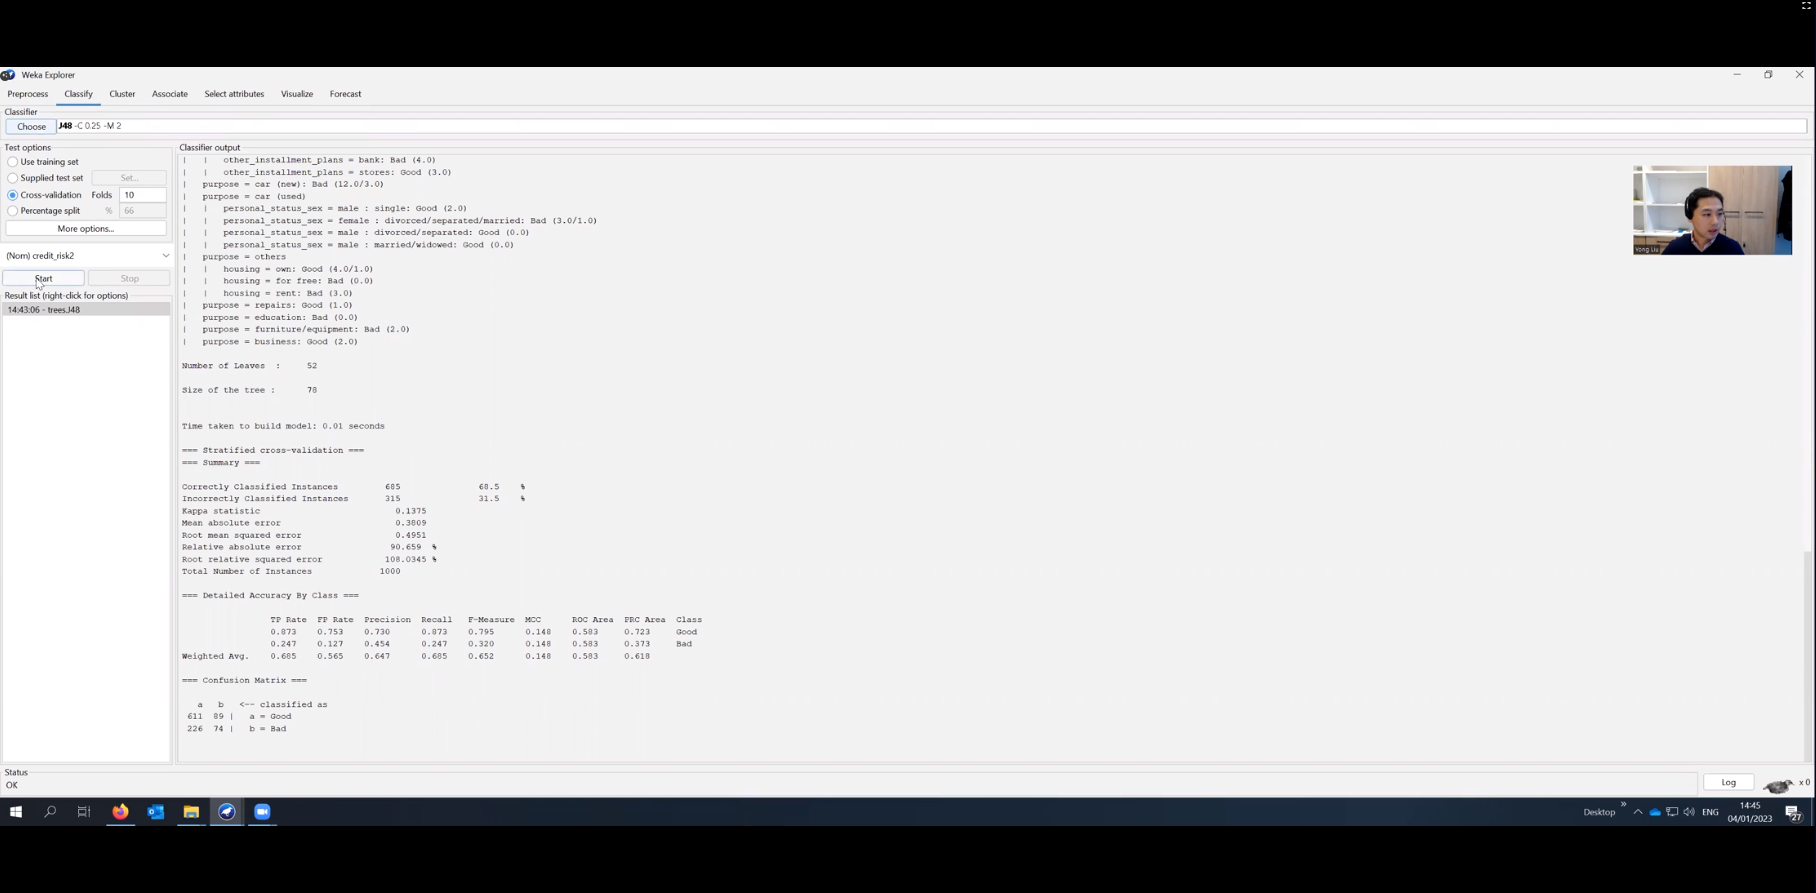 Weka Explorer
Preprocess Classify Cluster Associate Select attributes Visualize Forecast
Classifier
Choose J48 -C 0.25 -M 2
Test options
Use training set
Supplied test set Set...
Cross-validation Folds 10
Percentage split % 66
More options...
(Nom) credit_risk2
Start Stop
Result list (right-click for options)
14:43:06 - trees.J48
Classifier output
| | other_installment_plans = bank: Bad (4.0)
| | other_installment_plans = stores: Good (3.0)
| purpose = car (new): Bad (12.0/3.0)
| purpose = car (used)
| | personal_status_sex = male : single: Good (2.0)
| | personal_status_sex = female : divorced/separated/married: Bad (3.0/1.0)
| | personal_status_sex = male : divorced/separated: Good (0.0)
| | personal_status_sex = male : married/widowed: Good (0.0)
| purpose = others
| | housing = own: Good (4.0/1.0)
| | housing = for free: Bad (0.0)
| | housing = rent: Bad (3.0)
| purpose = repairs: Good (1.0)
| purpose = education: Bad (0.0)
| purpose = furniture/equipment: Bad (2.0)
| purpose = business: Good (2.0)
Number of Leaves : 52
Size of the tree : 78
Time taken to build model: 0.01 seconds
=== Stratified cross-validation ===
=== Summary ===
Correctly Classified Instances 685 68.5 %
Incorrectly Classified Instances 315 31.5 %
Kappa statistic 0.1375
Mean absolute error 0.3809
Root mean squared error 0.4951
Relative absolute error 90.659 %
Root relative squared error 108.0345 %
Total Number of Instances 1000
=== Detailed Accuracy By Class ===
TP Rate FP Rate Precision Recall F-Measure MCC ROC Area PRC Area Class
0.873 0.753 0.730 0.873 0.795 0.148 0.583 0.723 Good
0.247 0.127 0.454 0.247 0.320 0.148 0.583 0.373 Bad
Weighted Avg. 0.685 0.565 0.647 0.685 0.652 0.148 0.583 0.618
=== Confusion Matrix ===
a b <-- classified as
611 89 | a = Good
226 74 | b = Bad
Yong Liu
Status
OK
Log x 0
Desktop » ENG 14:45
04/01/2023
27